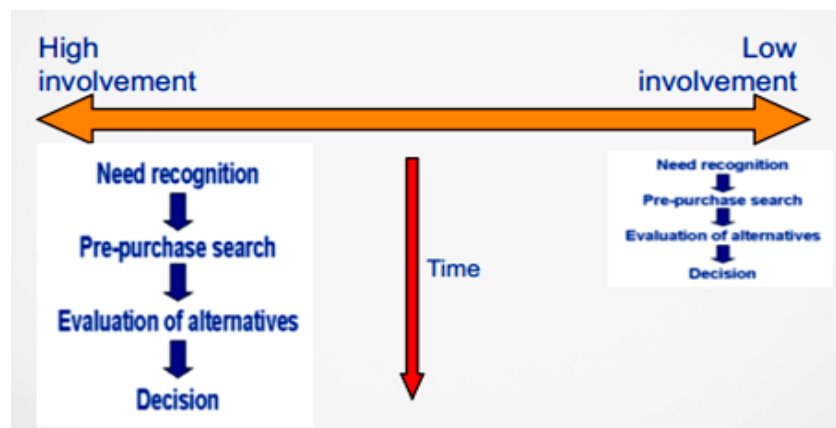 High
involvement
Low
involvement
Need recognition
Pre-purchase search
Evaluation of alternatives
Decision
Time
Need recognition
Pre-purchase search
Evaluation of alternatives
Decision